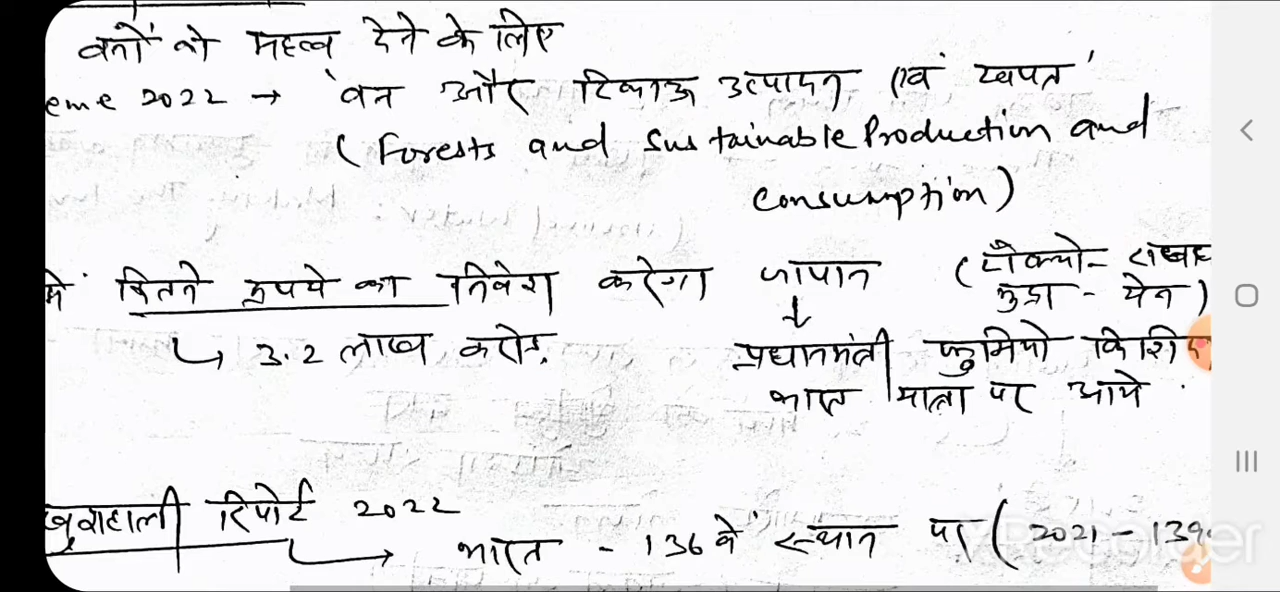 वनों को महत्व देने के लिए
eme 2022 → 'वन और टिकाऊ उत्पादन एवं खपत'
(Forests and Sustainable Production and
consumption)
में कितने रूपये का निवेश करेगा जापान (टोक्यो-
मुद्रा - येन)
↳ 3.2 लाख करोड़ प्रधानमंत्री फुमियो
भारत यात्रा पर आये
खुशहाली रिपोर्ट 2022
भारत - 136 वें स्थान पर (2021 - 139
XRecorder